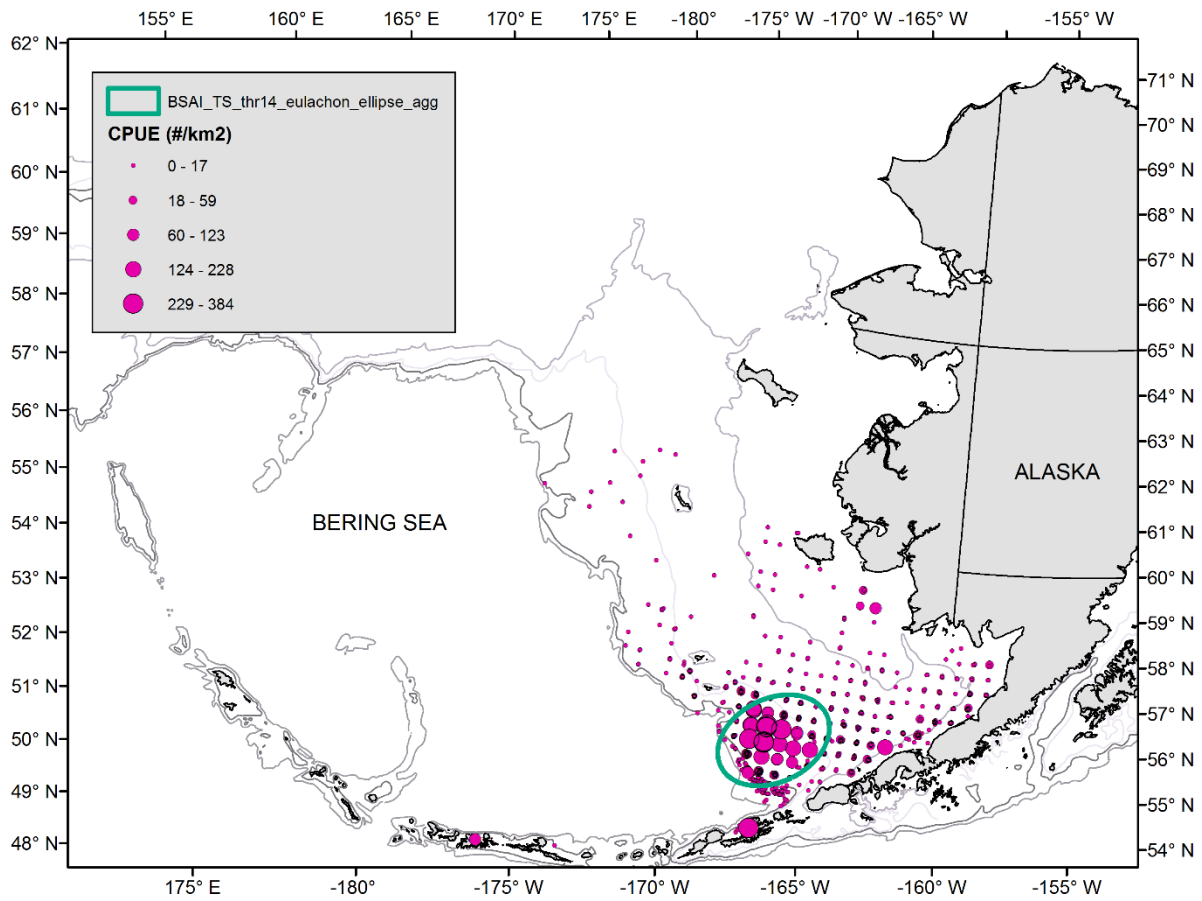 155° E 160° E 165° E 170° E 175° E -180° -175° W -170° W -165° W -155° W
62° N
61° N
60° N
59° N
58° N
57° N
56° N
55° N
54° N
53° N
52° N
51° N
50° N
49° N
48° N
BSAI_TS_thr14_eulachon_ellipse_agg
CPUE (#/km2)
0 - 17
18 - 59
60 - 123
124 - 228
229 - 384
BERING SEA
ALASKA
71° N
70° N
69° N
68° N
67° N
66° N
65° N
64° N
63° N
62° N
61° N
60° N
59° N
58° N
57° N
56° N
55° N
54° N
175° E -180° -175° W -170° W -165° W -160° W -155° W